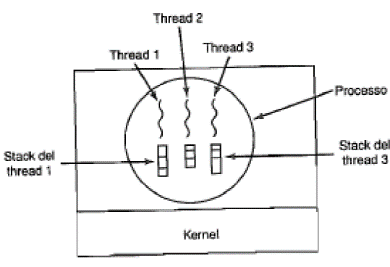 Thread 2
Thread 1
Thread 3
Processo
Stack del
thread 1
Stack del
thread 3
Kernel